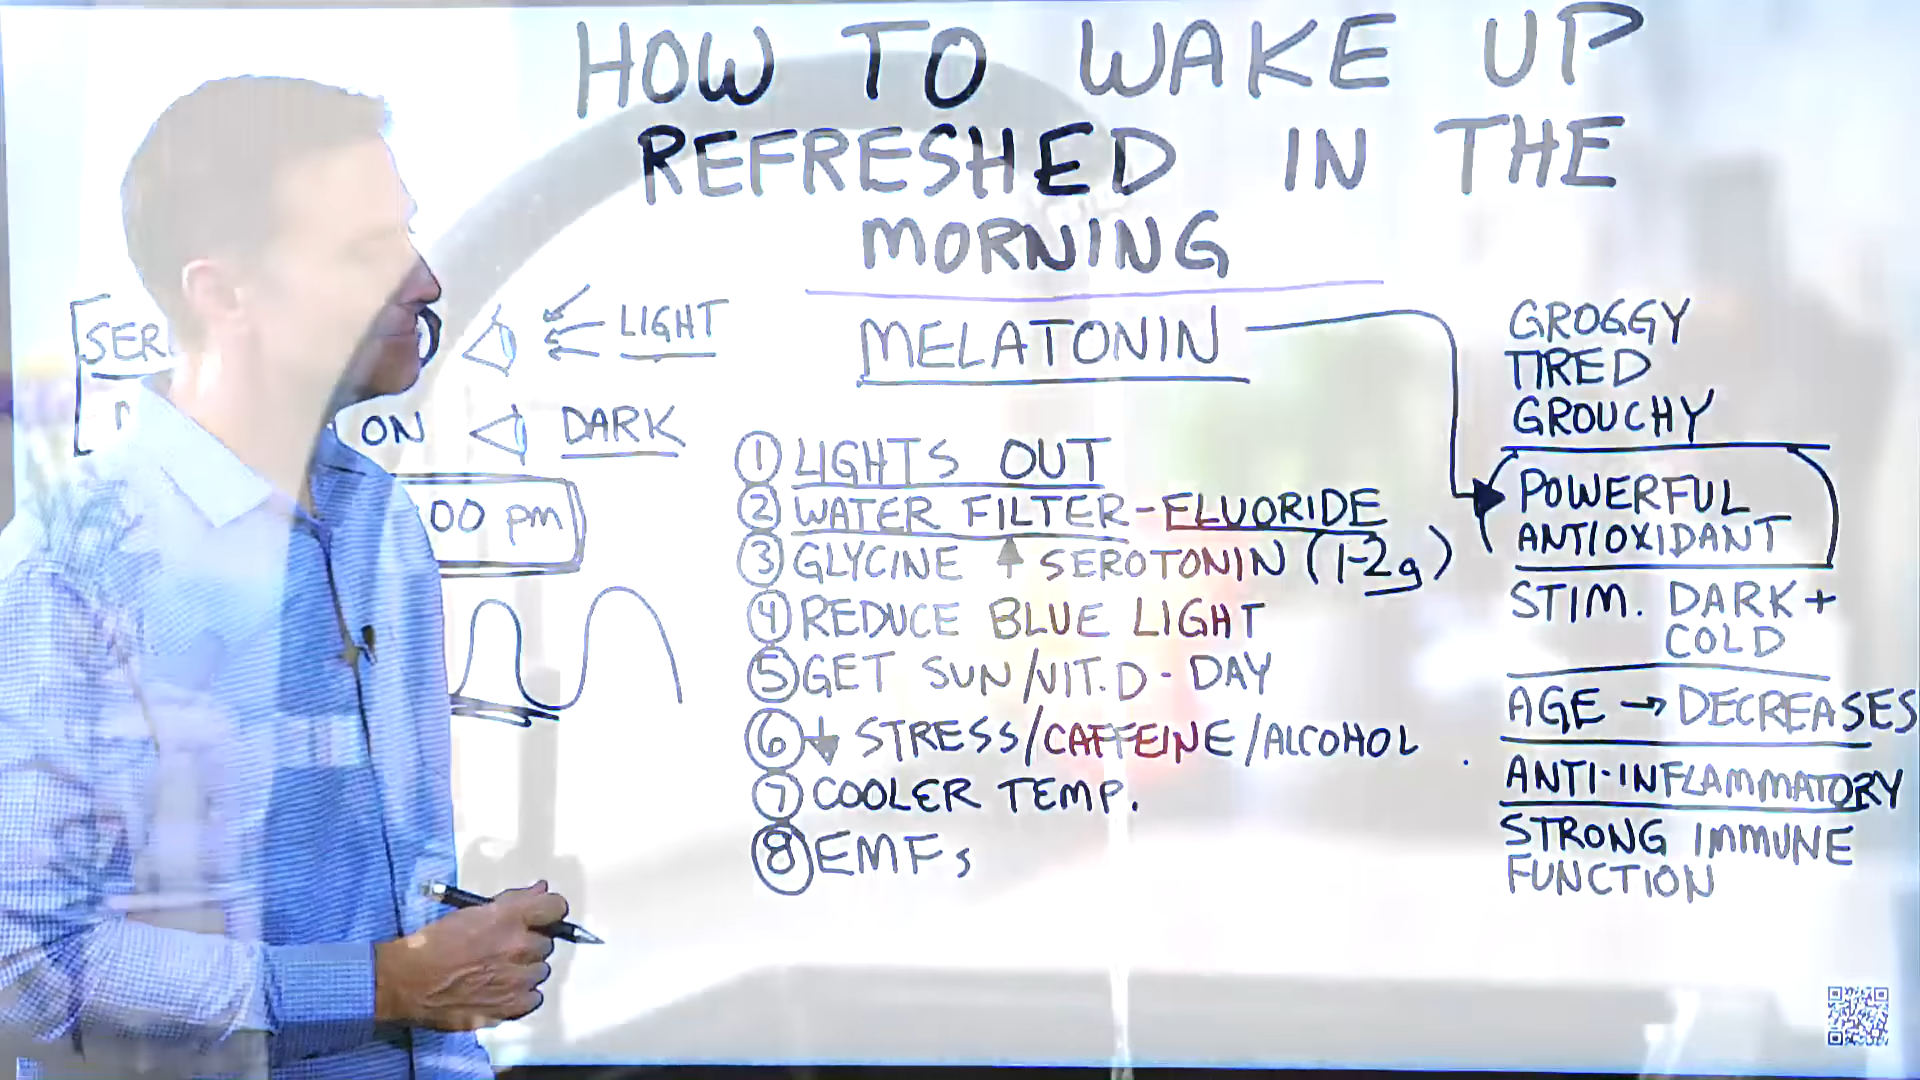 HOW TO WAKE UP
REFRESHED IN THE
MORNING
LIGHT
ON
DARK
00 pm
MELATONIN
1 LIGHTS OUT
2 WATER FILTER-FLUORIDE
3 GLYCINE ↑ SEROTONIN (1-2g)
4 REDUCE BLUE LIGHT
5 GET SUN/VIT.D - DAY
6 ↓ STRESS/CAFFEINE/ALCOHOL
7 COOLER TEMP.
8 EMFs
GROGGY
TIRED
GROUCHY
POWERFUL
ANTIOXIDANT
STIM. DARK +
COLD
AGE → DECREASES
ANTI-INFLAMMATORY
STRONG IMMUNE
FUNCTION